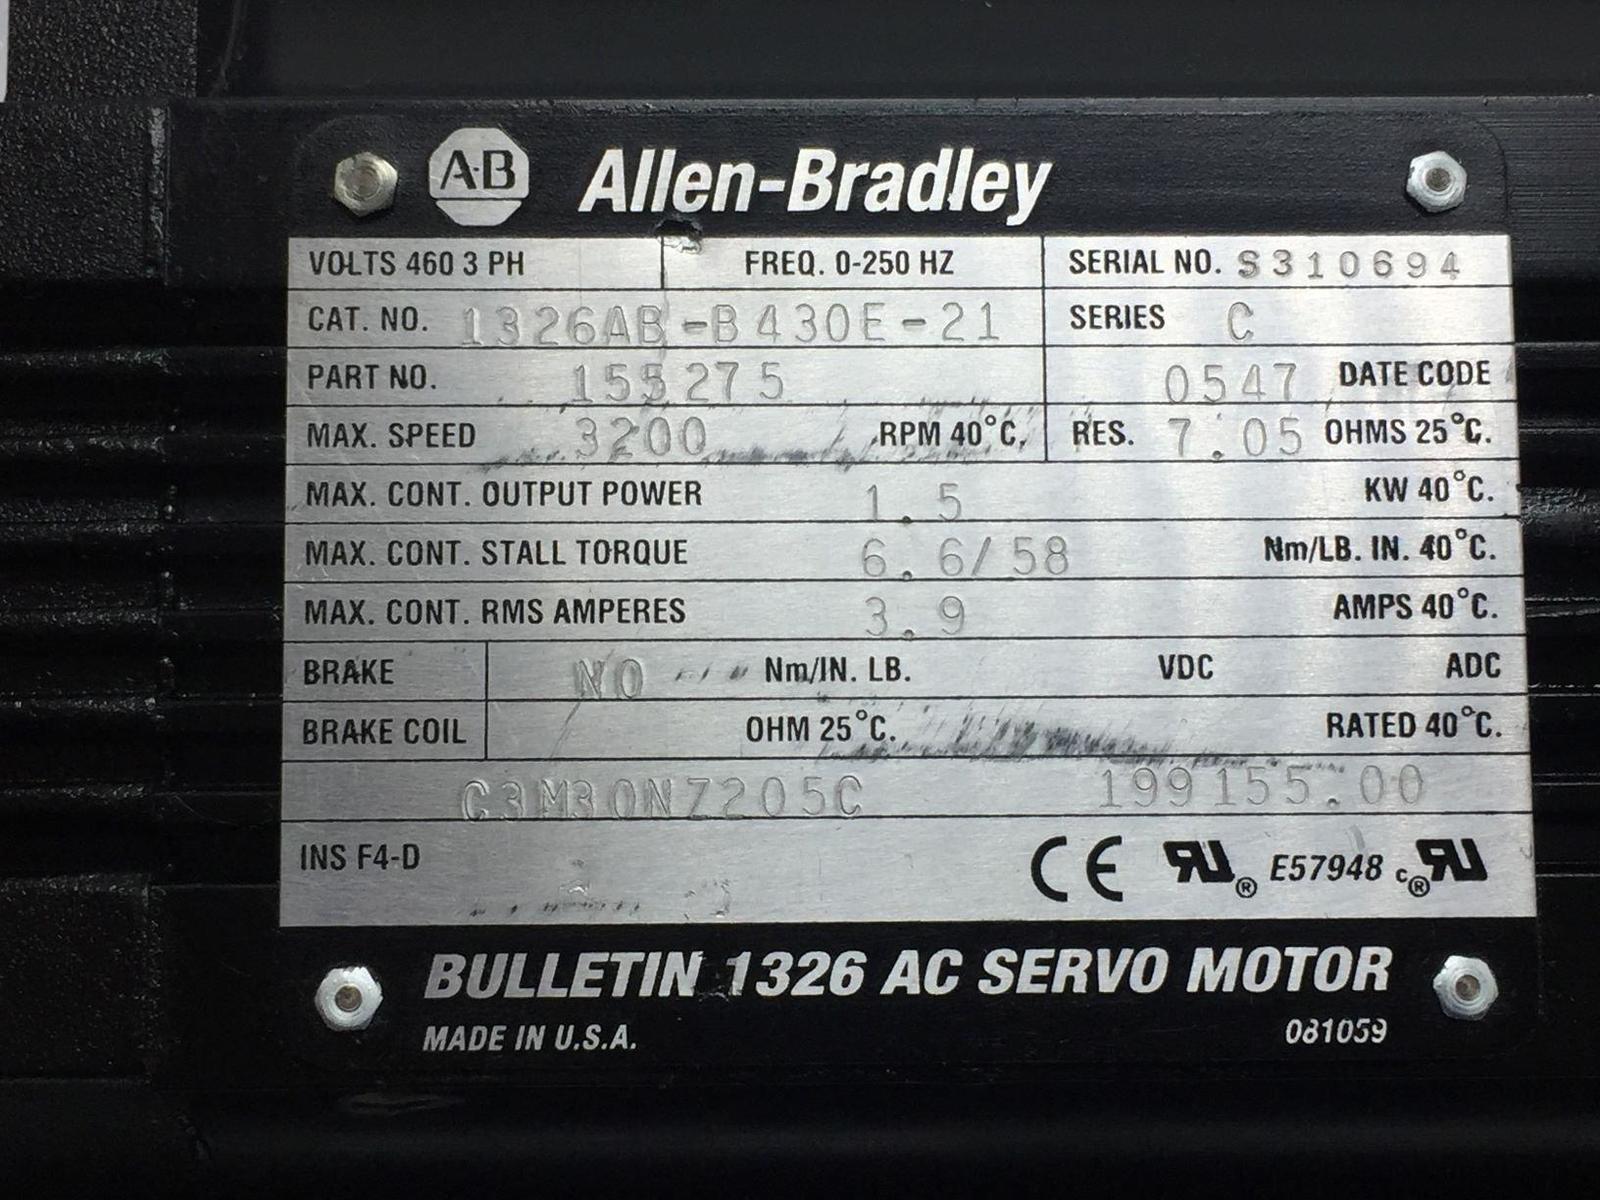 A·B Allen-Bradley
VOLTS 460 3 PH FREQ. 0-250 HZ SERIAL NO. S310694
CAT. NO. 1326AB-B430E-21 SERIES C
PART NO. 155275 0547 DATE CODE
MAX. SPEED 3200 RPM 40°C. RES. 7.05 OHMS 25°C.
MAX. CONT. OUTPUT POWER 1.5 KW 40°C.
MAX. CONT. STALL TORQUE 6.6/58 Nm/LB. IN. 40°C.
MAX. CONT. RMS AMPERES 3.9 AMPS 40°C.
BRAKE NO Nm/IN. LB. VDC ADC
BRAKE COIL OHM 25°C. RATED 40°C.
C3M30NZ205C 199155.00
INS F4-D CE RU® E57948 c®RU
BULLETIN 1326 AC SERVO MOTOR
MADE IN U.S.A. 081059